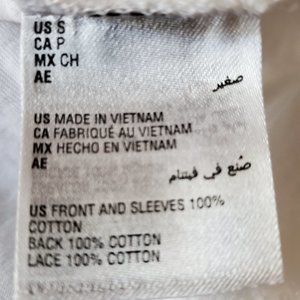 US S
CA P
MX CH
AE صغير
US MADE IN VIETNAM
CA FABRIQUÉ AU VIETNAM
MX HECHO EN VIETNAM
AE صُنع في فيتنام
US FRONT AND SLEEVES 100%
COTTON
BACK 100% COTTON
LACE 100% COTTON